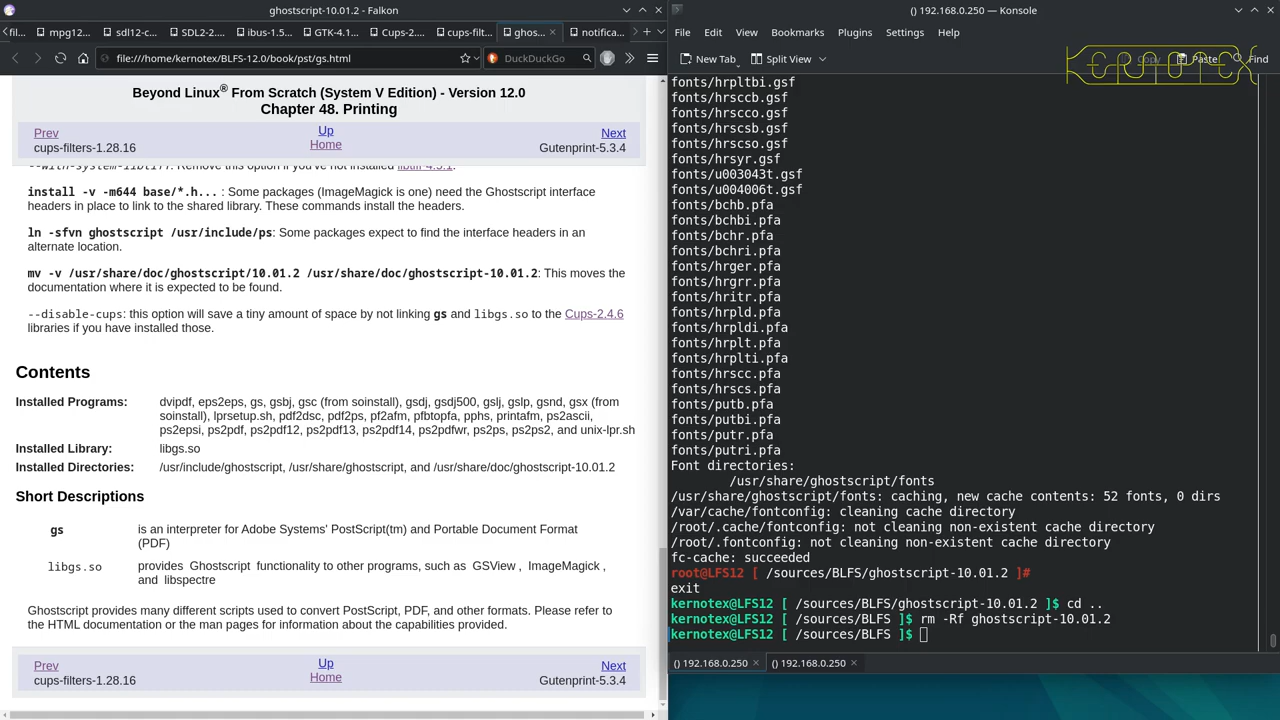 ghostscript-10.01.2 - Falkon
fil...
mpg12...
sdl12-c...
SDL2-2...
ibus-1.5...
GTK-4.1...
Cups-2...
cups-filt...
ghos...
notifica...
file:///home/kernotex/BLFS-12.0/book/pst/gs.html
DuckDuckGo
Beyond Linux® From Scratch (System V Edition) - Version 12.0
Chapter 48. Printing
Prev
Up
Next
cups-filters-1.28.16
Home
Gutenprint-5.3.4
--with-system-libtiff: Remove this option if you've not installed libtiff-4.5.1.
install -v -m644 base/*.h... : Some packages (ImageMagick is one) need the Ghostscript interface
headers in place to link to the shared library. These commands install the headers.
ln -sfvn ghostscript /usr/include/ps: Some packages expect to find the interface headers in an
alternate location.
mv -v /usr/share/doc/ghostscript/10.01.2 /usr/share/doc/ghostscript-10.01.2: This moves the
documentation where it is expected to be found.
--disable-cups: this option will save a tiny amount of space by not linking gs and libgs.so to the Cups-2.4.6
libraries if you have installed those.
Contents
Installed Programs: dvipdf, eps2eps, gs, gsbj, gsc (from soinstall), gsdj, gsdj500, gslj, gslp, gsnd, gsx (from
soinstall), lprsetup.sh, pdf2dsc, pdf2ps, pf2afm, pfbtopfa, pphs, printafm, ps2ascii,
ps2epsi, ps2pdf, ps2pdf12, ps2pdf13, ps2pdf14, ps2pdfwr, ps2ps, ps2ps2, and unix-lpr.sh
Installed Library: libgs.so
Installed Directories: /usr/include/ghostscript, /usr/share/ghostscript, and /usr/share/doc/ghostscript-10.01.2
Short Descriptions
gs is an interpreter for Adobe Systems' PostScript(tm) and Portable Document Format
(PDF)
libgs.so provides Ghostscript functionality to other programs, such as GSView , ImageMagick ,
and libspectre
Ghostscript provides many different scripts used to convert PostScript, PDF, and other formats. Please refer to
the HTML documentation or the man pages for information about the capabilities provided.
Prev
Up
Next
cups-filters-1.28.16
Home
Gutenprint-5.3.4
() 192.168.0.250 — Konsole
File Edit View Bookmarks Plugins Settings Help
New Tab
Split View
Copy
Paste
Find
KERNOTEX
fonts/hrpltbi.gsf
fonts/hrsccb.gsf
fonts/hrscco.gsf
fonts/hrscsb.gsf
fonts/hrscso.gsf
fonts/hrsyr.gsf
fonts/u003043t.gsf
fonts/u004006t.gsf
fonts/bchb.pfa
fonts/bchbi.pfa
fonts/bchr.pfa
fonts/bchri.pfa
fonts/hrger.pfa
fonts/hrgrr.pfa
fonts/hritr.pfa
fonts/hrpld.pfa
fonts/hrpldi.pfa
fonts/hrplt.pfa
fonts/hrplti.pfa
fonts/hrscc.pfa
fonts/hrscs.pfa
fonts/putb.pfa
fonts/putbi.pfa
fonts/putr.pfa
fonts/putri.pfa
Font directories:
/usr/share/ghostscript/fonts
/usr/share/ghostscript/fonts: caching, new cache contents: 52 fonts, 0 dirs
/var/cache/fontconfig: cleaning cache directory
/root/.cache/fontconfig: not cleaning non-existent cache directory
/root/.fontconfig: not cleaning non-existent cache directory
fc-cache: succeeded
root@LFS12 [ /sources/BLFS/ghostscript-10.01.2 ]#
exit
kernotex@LFS12 [ /sources/BLFS/ghostscript-10.01.2 ]$ cd ..
kernotex@LFS12 [ /sources/BLFS ]$ rm -Rf ghostscript-10.01.2
kernotex@LFS12 [ /sources/BLFS ]$
() 192.168.0.250
() 192.168.0.250